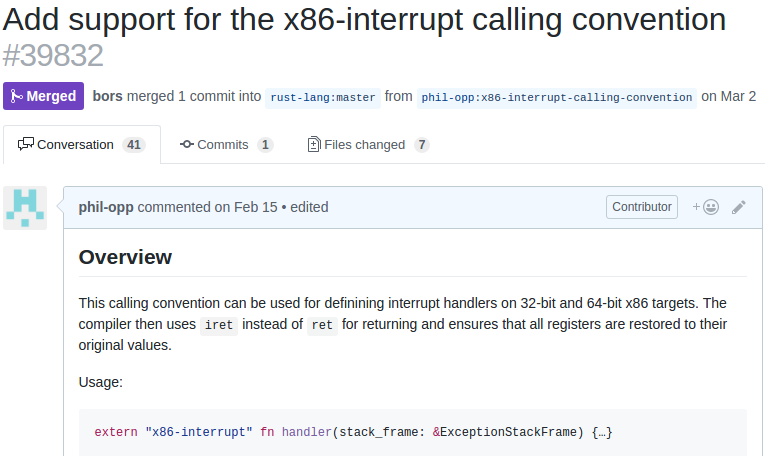 Add support for the x86-interrupt calling convention
#39832
Merged bors merged 1 commit into rust-lang:master from phil-opp:x86-interrupt-calling-convention on Mar 2
Conversation 41 Commits 1 Files changed 7
phil-opp commented on Feb 15 • edited Contributor +
Overview
This calling convention can be used for definining interrupt handlers on 32-bit and 64-bit x86 targets. The
compiler then uses iret instead of ret for returning and ensures that all registers are restored to their
original values.
Usage:
extern "x86-interrupt" fn handler(stack_frame: &ExceptionStackFrame) {…}